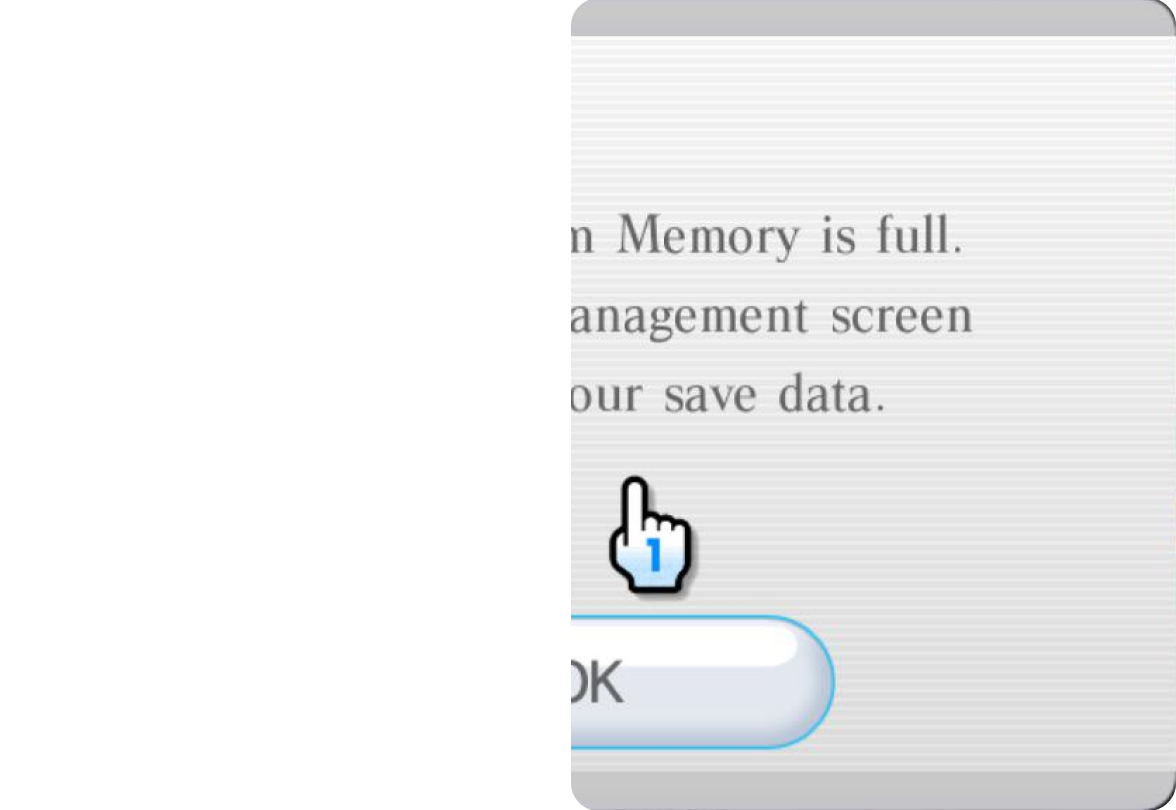 m Memory is full.
anagement screen
our save data.
1
OK